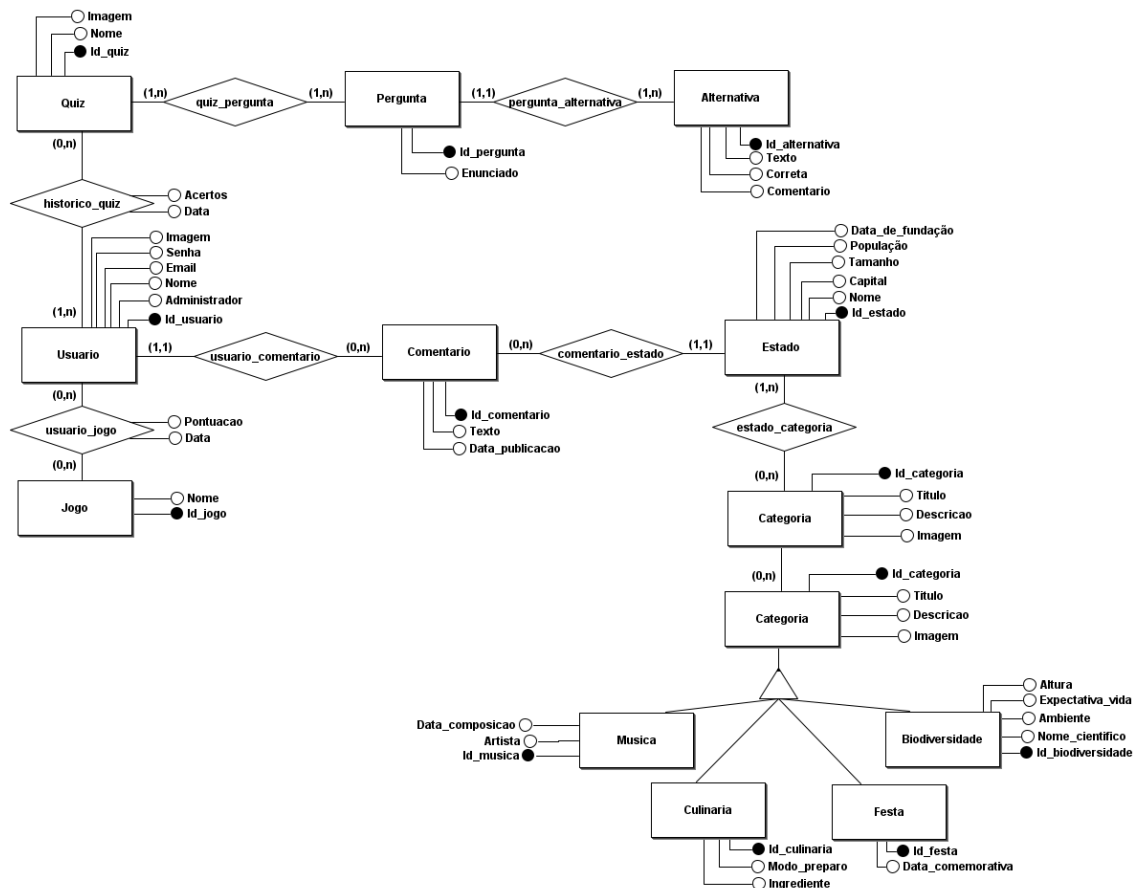 Imagem
Nome
Id_quiz
Quiz
(1,n)
quiz_pergunta
(1,n)
Pergunta
(1,1)
pergunta_alternativa
(1,n)
Alternativa
Id_pergunta
Enunciado
Id_alternativa
Texto
Correta
Comentario
(0,n)
historico_quiz
Acertos
Data
(1,n)
Imagem
Senha
Email
Nome
Administrador
Id_usuario
Usuario
(1,1)
usuario_comentario
(0,n)
Comentario
(0,n)
comentario_estado
(1,1)
Estado
Data_de_fundação
População
Tamanho
Capital
Nome
Id_estado
Id_comentario
Texto
Data_publicacao
(0,n)
usuario_jogo
Pontuacao
Data
(0,n)
Jogo
Nome
Id_jogo
(1,n)
estado_categoria
(0,n)
Categoria
Id_categoria
Titulo
Descricao
Imagem
(0,n)
Categoria
Id_categoria
Titulo
Descricao
Imagem
Data_composicao
Artista
Id_musica
Musica
Biodiversidade
Altura
Expectativa_vida
Ambiente
Nome_cientifico
Id_biodiversidade
Culinaria
Id_culinaria
Modo_preparo
Ingrediente
Festa
Id_festa
Data_comemorativa